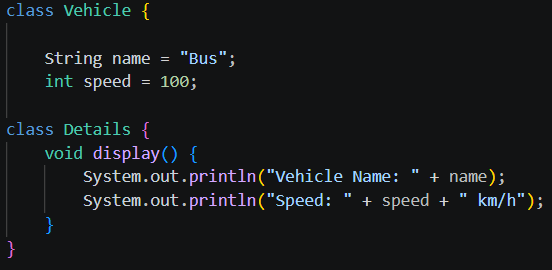 class Vehicle {
String name = "Bus";
int speed = 100;
class Details {
void display() {
System.out.println("Vehicle Name: " + name);
System.out.println("Speed: " + speed + " km/h");
}
}